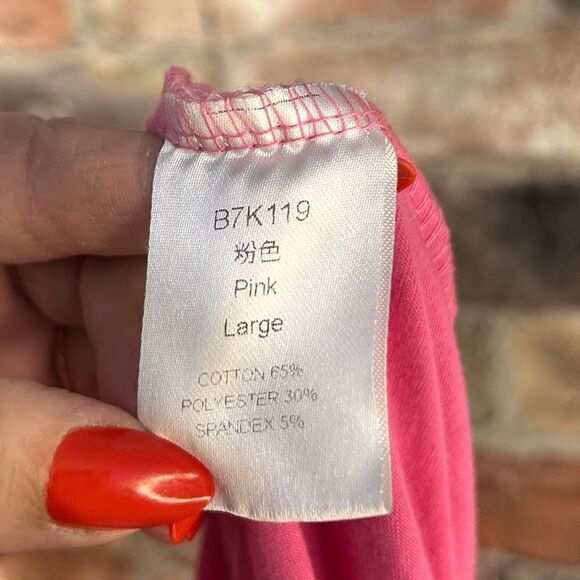 B7K119
粉色
Pink
Large
COTTON 65%
POLYESTER 30%
SPANDEX 5%